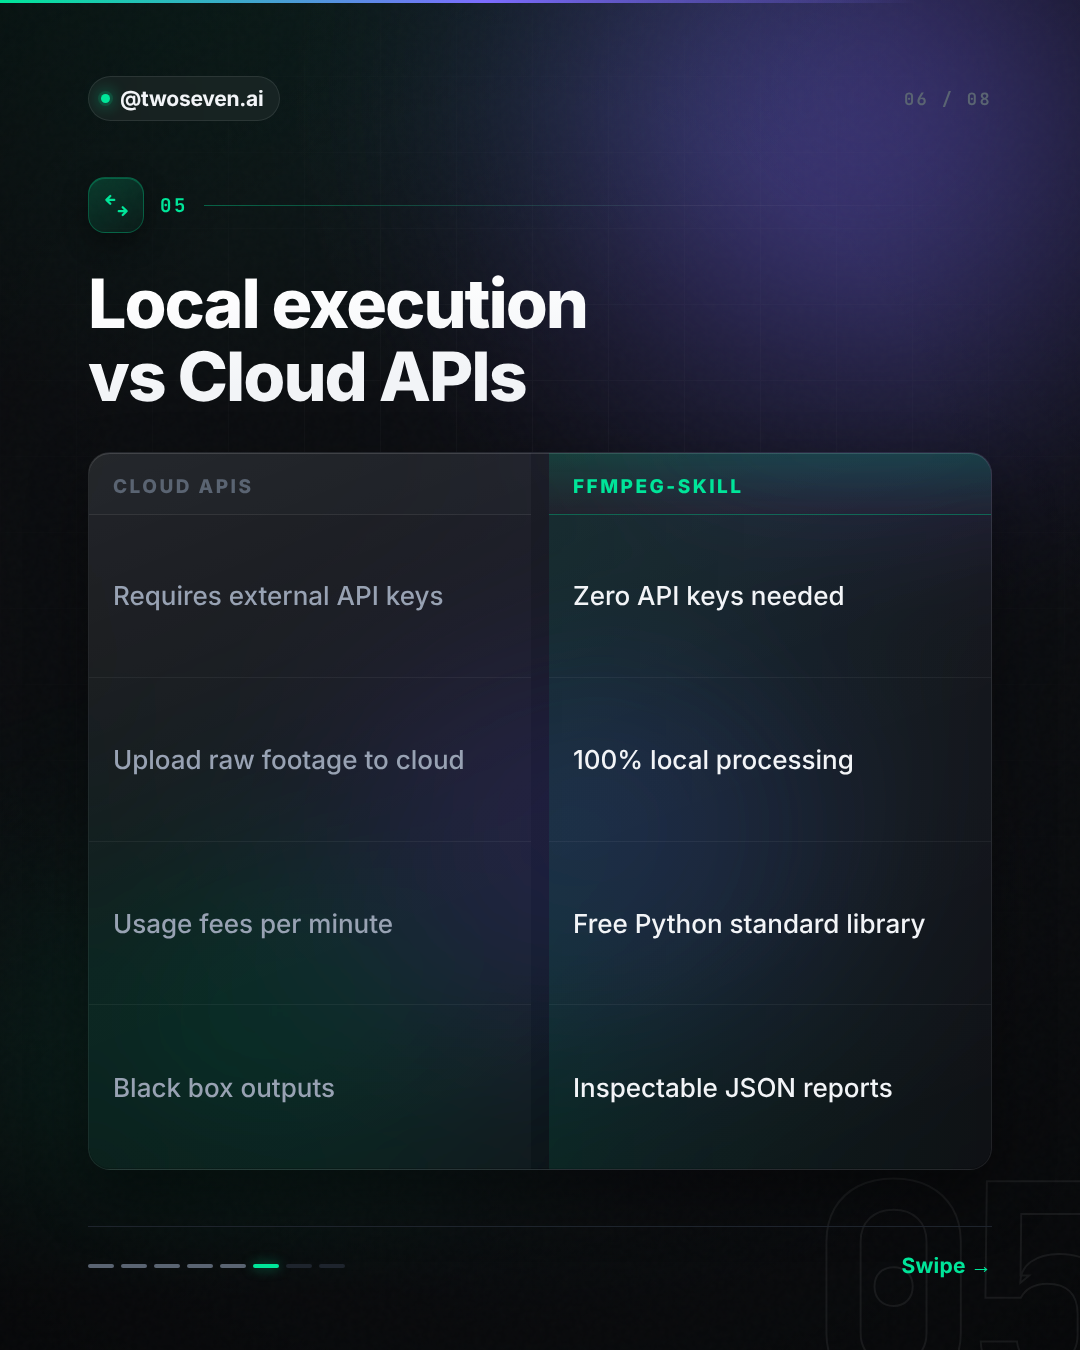 @twoseven.ai
06 / 08
05
Local execution
vs Cloud APIs
CLOUD APIS
FFMPEG-SKILL
Requires external API keys
Zero API keys needed
Upload raw footage to cloud
100% local processing
Usage fees per minute
Free Python standard library
Black box outputs
Inspectable JSON reports
Swipe →
05